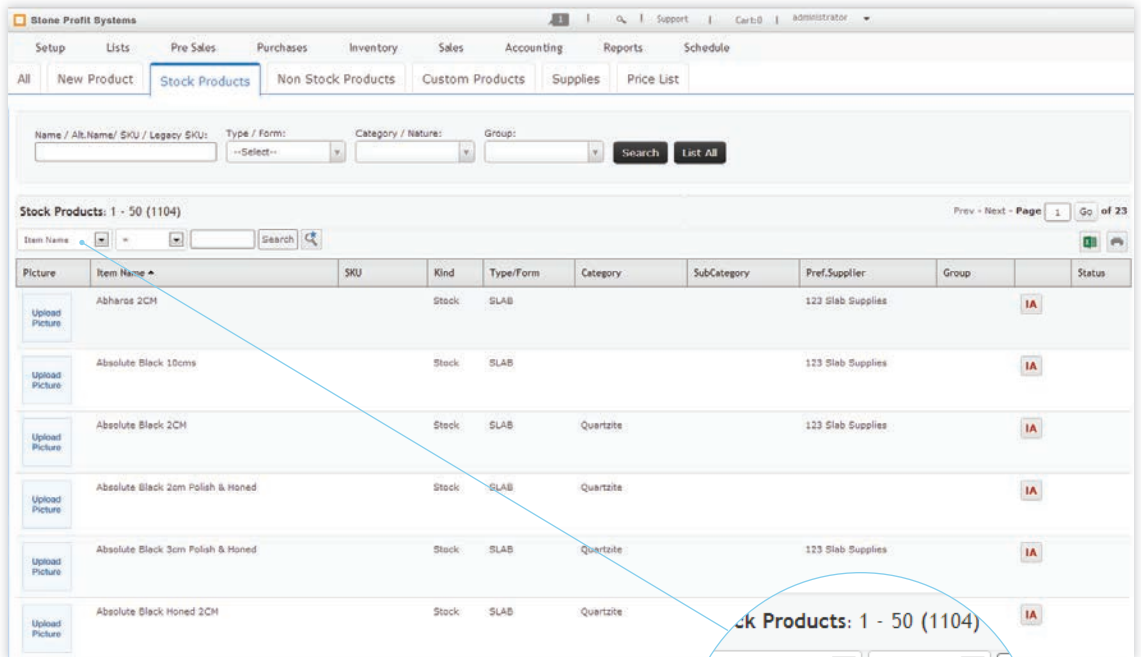 Stone Profit Systems 1 | | Support | Cart:0 | administrator
Setup Lists Pre Sales Purchases Inventory Sales Accounting Reports Schedule
All New Product Stock Products Non Stock Products Custom Products Supplies Price List
Name / Alt.Name/ SKU / Legacy SKU: Type / Form: Category / Nature: Group:
--Select-- Search List All
Stock Products: 1 - 50 (1104) Prev - Next - Page 1 Go of 23
Item Name = Search
Picture Item Name SKU Kind Type/Form Category SubCategory Pref.Supplier Group Status
Upload Picture Abharos 2CM Stock SLAB 123 Slab Supplies IA
Upload Picture Absolute Black 10cms Stock SLAB 123 Slab Supplies IA
Upload Picture Absolute Black 2CM Stock SLAB Quartzite 123 Slab Supplies IA
Upload Picture Absolute Black 2cm Polish & Honed Stock SLAB Quartzite IA
Upload Picture Absolute Black 3cm Polish & Honed Stock SLAB Quartzite 123 Slab Supplies IA
Upload Picture Absolute Black Honed 2CM Stock SLAB Quartzite IA
ck Products: 1 - 50 (1104)